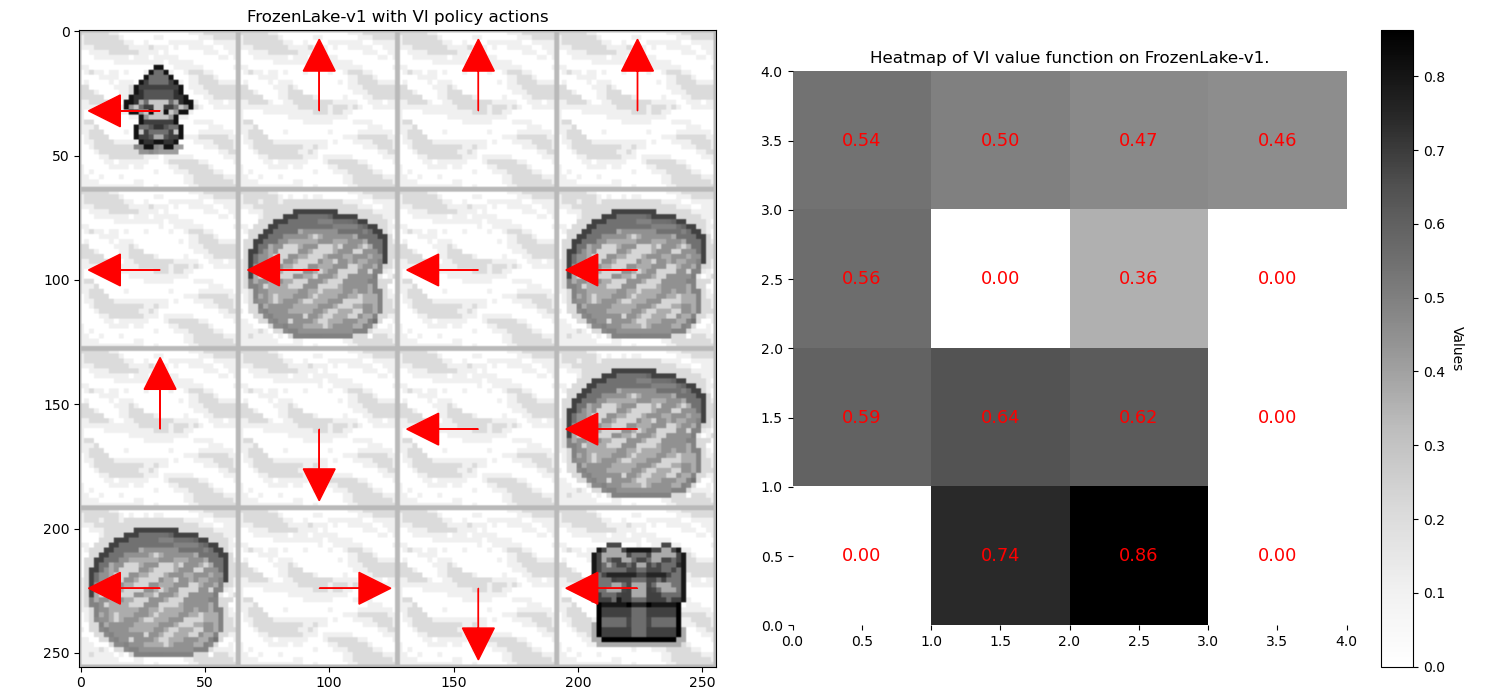 FrozenLake-v1 with VI policy actions
0
50
100
150
200
250
0 50 100 150 200 250
Heatmap of VI value function on FrozenLake-v1.
4.0
3.5
3.0
2.5
2.0
1.5
1.0
0.5
0.0
0.54 0.50 0.47 0.46
0.56 0.00 0.36 0.00
0.59 0.64 0.62 0.00
0.00 0.74 0.86 0.00
0.0 0.5 1.0 1.5 2.0 2.5 3.0 3.5 4.0
0.8
0.7
0.6
0.5
0.4
0.3
0.2
0.1
0.0
Values